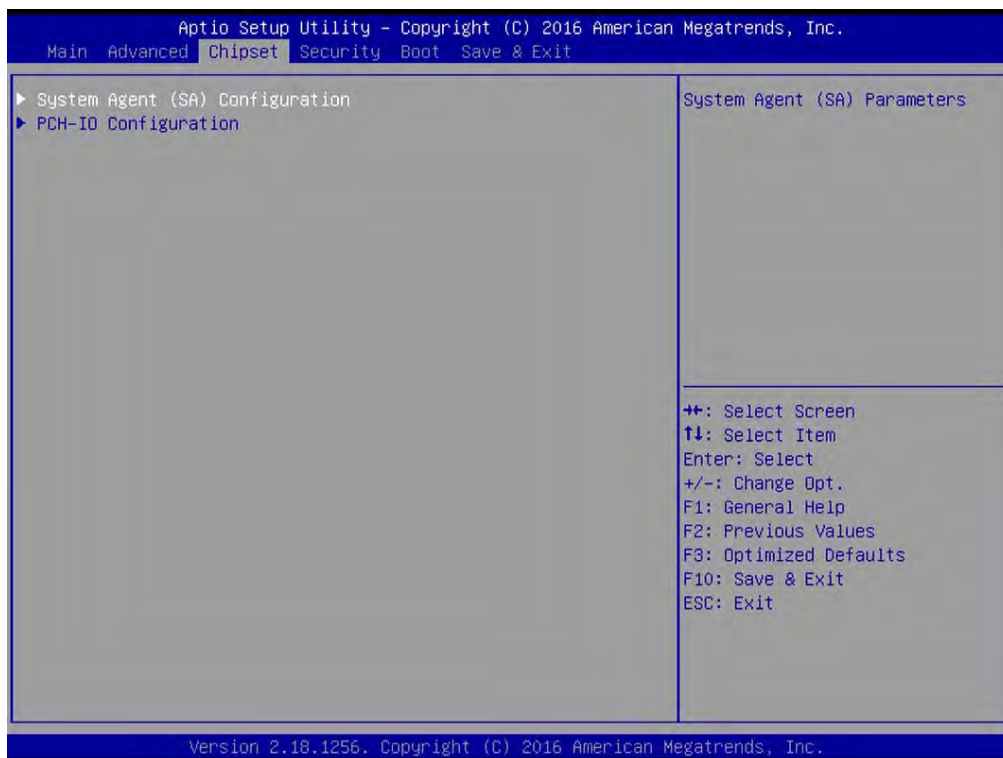 Aptio Setup Utility – Copyright (C) 2016 American Megatrends, Inc.
Main Advanced Chipset Security Boot Save & Exit
▶ System Agent (SA) Configuration
▶ PCH-IO Configuration
System Agent (SA) Parameters
→←: Select Screen
↑↓: Select Item
Enter: Select
+/-: Change Opt.
F1: General Help
F2: Previous Values
F3: Optimized Defaults
F10: Save & Exit
ESC: Exit
Version 2.18.1256. Copyright (C) 2016 American Megatrends, Inc.